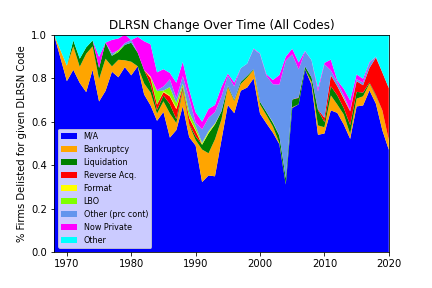 DLRSN Change Over Time (All Codes)
% Firms Delisted for given DLRSN Code
1.0
0.8
0.6
0.4
0.2
0.0
M/A
Bankruptcy
Liquidation
Reverse Acq.
Format
LBO
Other (prc cont)
Now Private
Other
1970 1980 1990 2000 2010 2020